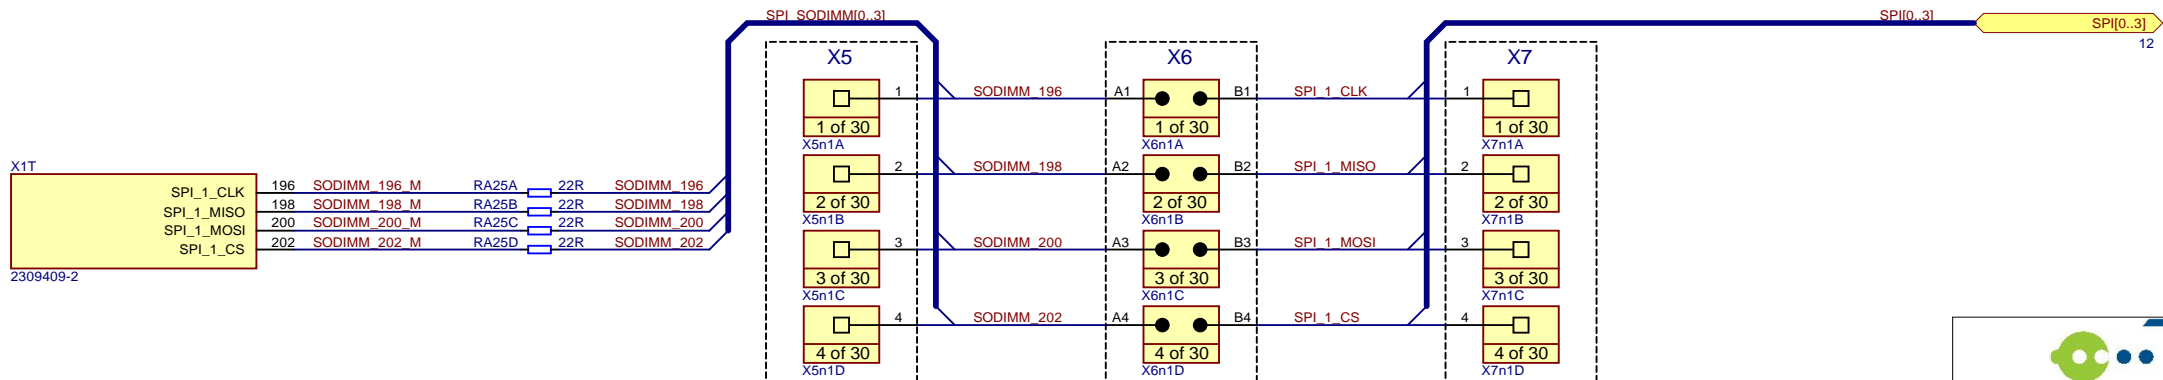 SPI_SODIMM[0..3]
SPI[0..3]
SPI[0..3]
12
X5
X6
X7
1
SODIMM_196
A1
B1
SPI_1_CLK
1
1 of 30
1 of 30
1 of 30
X5n1A
X6n1A
X7n1A
2
SODIMM_198
A2
B2
SPI_1_MISO
2
2 of 30
2 of 30
2 of 30
X5n1B
X6n1B
X7n1B
3
SODIMM_200
A3
B3
SPI_1_MOSI
3
3 of 30
3 of 30
3 of 30
X5n1C
X6n1C
X7n1C
4
SODIMM_202
A4
B4
SPI_1_CS
4
4 of 30
4 of 30
4 of 30
X5n1D
X6n1D
X7n1D
X1T
SPI_1_CLK 196 SODIMM_196_M RA25A 22R SODIMM_196
SPI_1_MISO 198 SODIMM_198_M RA25B 22R SODIMM_198
SPI_1_MOSI 200 SODIMM_200_M RA25C 22R SODIMM_200
SPI_1_CS 202 SODIMM_202_M RA25D 22R SODIMM_202
2309409-2